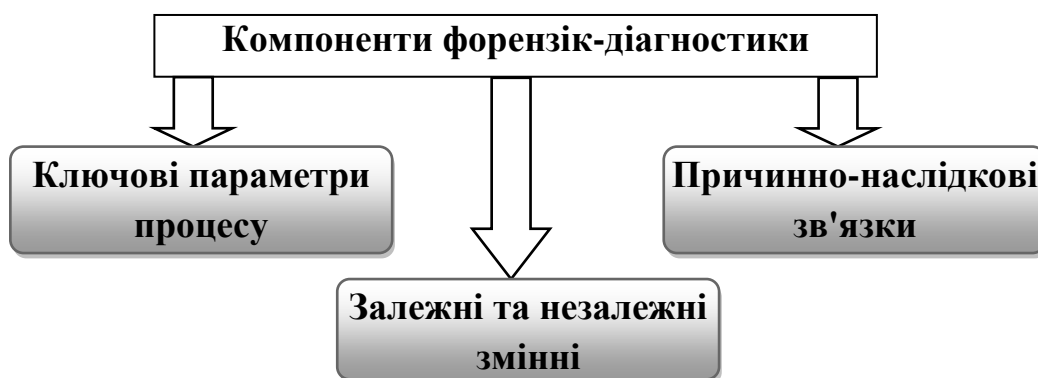 Компоненти форензік-діагностики
Ключові параметри
процесу
Причинно-наслідкові
зв'язки
Залежні та незалежні
змінні